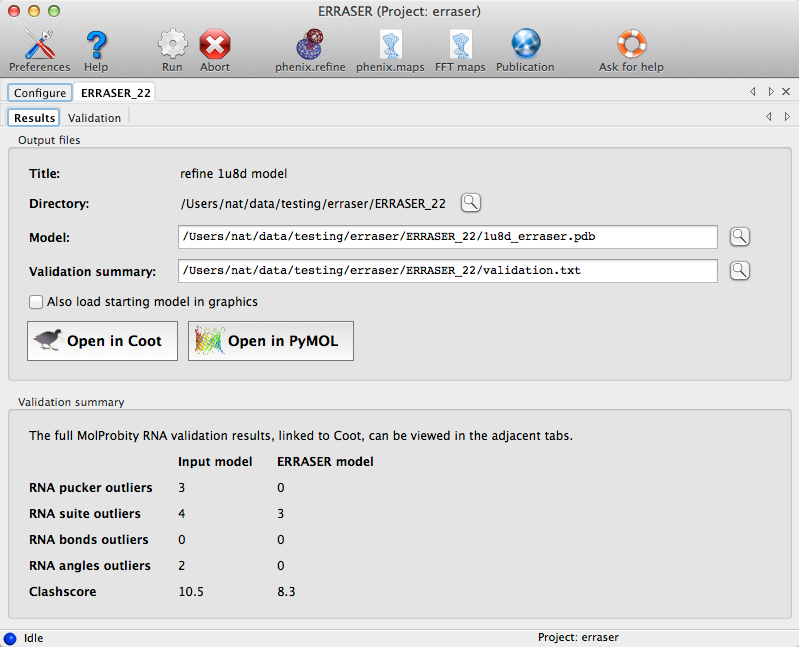 ERRASER (Project: erraser)
Preferences Help Run Abort phenix.refine phenix.maps FFT maps Publication Ask for help
Configure ERRASER_22
Results Validation
Output files
Title: refine 1u8d model
Directory: /Users/nat/data/testing/erraser/ERRASER_22
Model: /Users/nat/data/testing/erraser/ERRASER_22/1u8d_erraser.pdb
Validation summary: /Users/nat/data/testing/erraser/ERRASER_22/validation.txt
Also load starting model in graphics
Open in Coot Open in PyMOL
Validation summary
The full MolProbity RNA validation results, linked to Coot, can be viewed in the adjacent tabs.
Input model ERRASER model
RNA pucker outliers 3 0
RNA suite outliers 4 3
RNA bonds outliers 0 0
RNA angles outliers 2 0
Clashscore 10.5 8.3
Idle Project: erraser